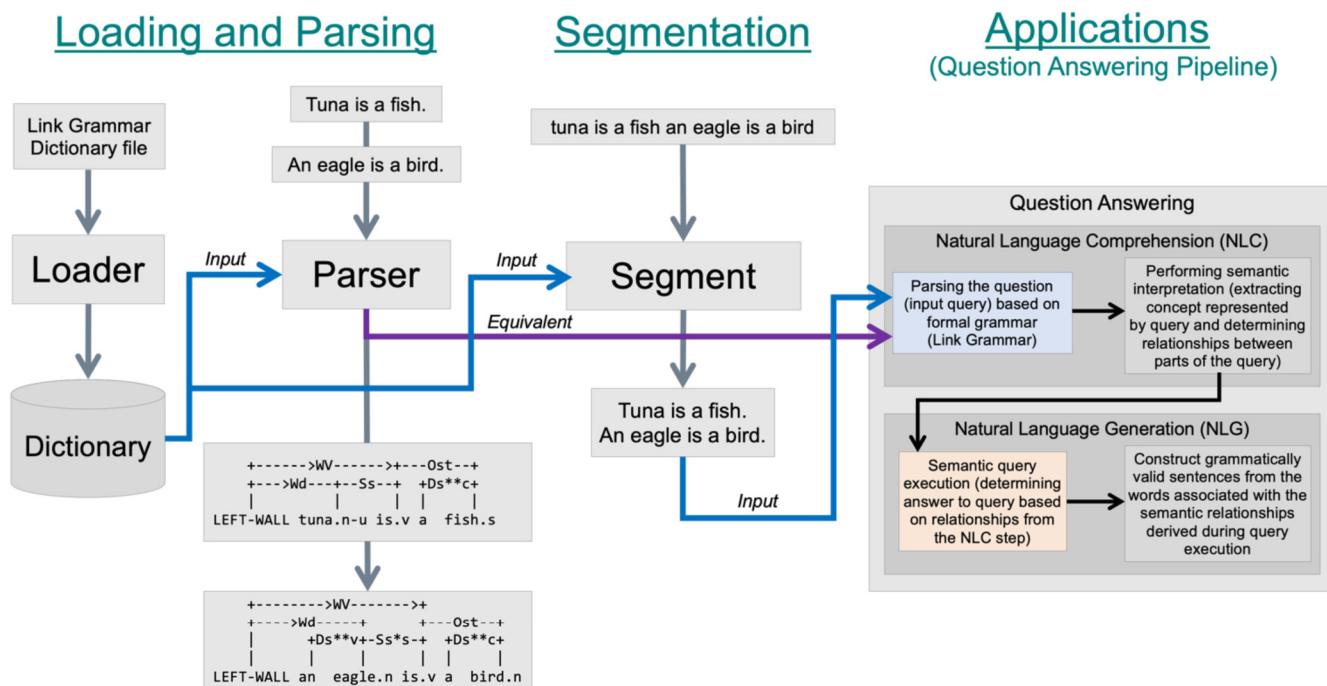 Loading and Parsing
Segmentation
Applications
(Question Answering Pipeline)
Link Grammar
Dictionary file
Loader
Dictionary
Input
Tuna is a fish.
An eagle is a bird.
Parser
Equivalent
+------>WV------>+---Ost--+
+-->Wd---+--Ss--+  +Ds**c+
|        |      |  |     |
LEFT-WALL tuna.n-u is.v a  fish.s
+-------->WV------->+
+---->Wd-----+      +---Ost--+
|     +Ds**v+-Ss*s-+  +Ds**c+
|     |     |      |  |     |
LEFT-WALL an  eagle.n is.v a  bird.n
Input
tuna is a fish an eagle is a bird
Segment
Tuna is a fish.
An eagle is a bird.
Input
Question Answering
Natural Language Comprehension (NLC)
Parsing the question
(input query) based on
formal grammar
(Link Grammar)
Performing semantic
interpretation (extracting
concept represented
by query and determining
relationships between
parts of the query)
Natural Language Generation (NLG)
Semantic query
execution (determining
answer to query based
on relationships from
the NLC step)
Construct grammatically
valid sentences from the
words associated with the
semantic relationships
derived during query
execution